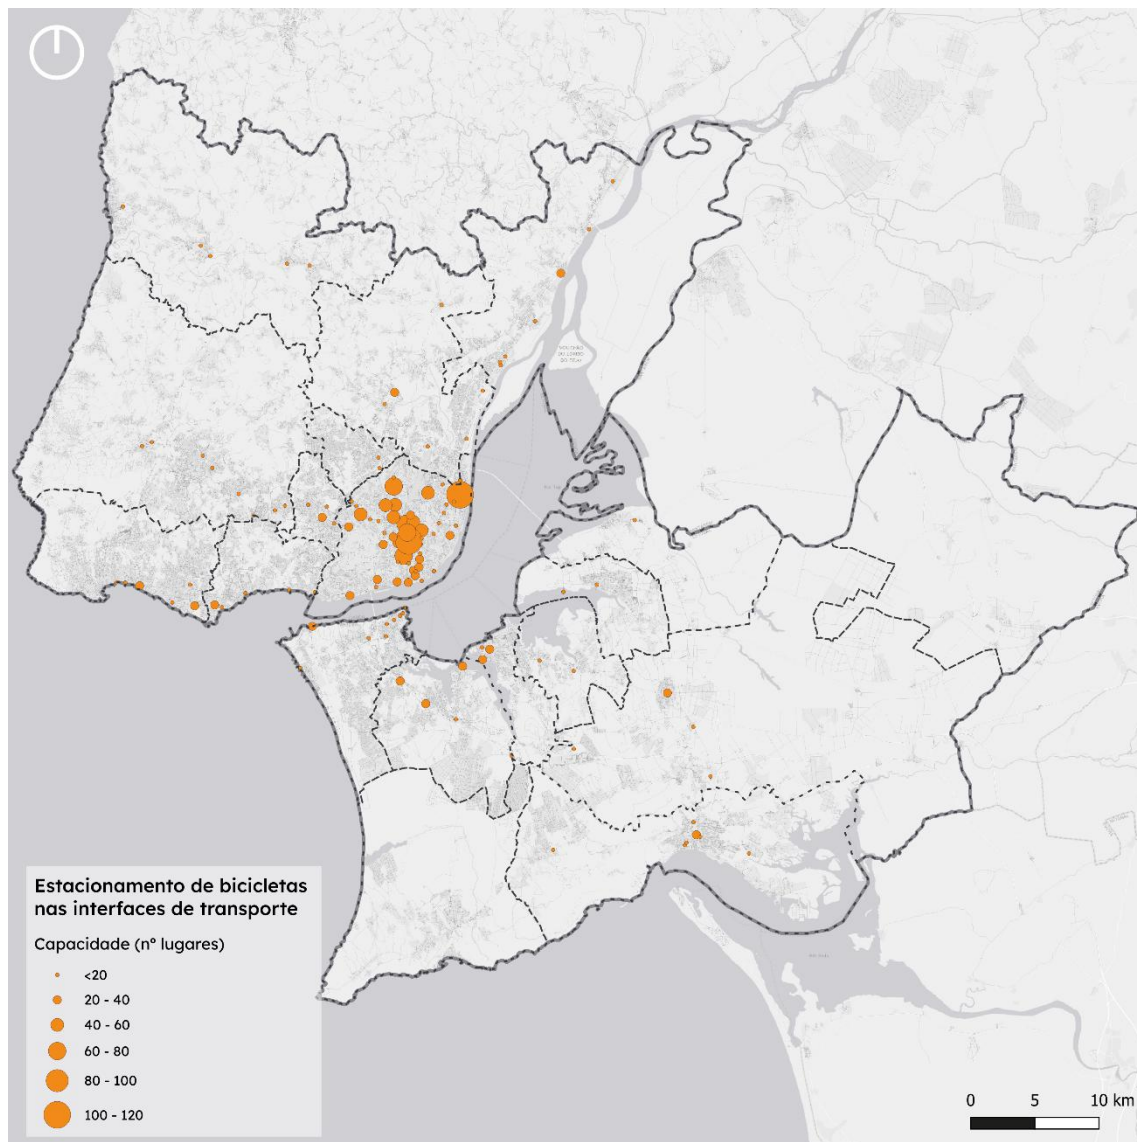 Estacionamento de bicicletas
nas interfaces de transporte
Capacidade (nº lugares)
<20
20 - 40
40 - 60
60 - 80
80 - 100
100 - 120
0 5 10 km